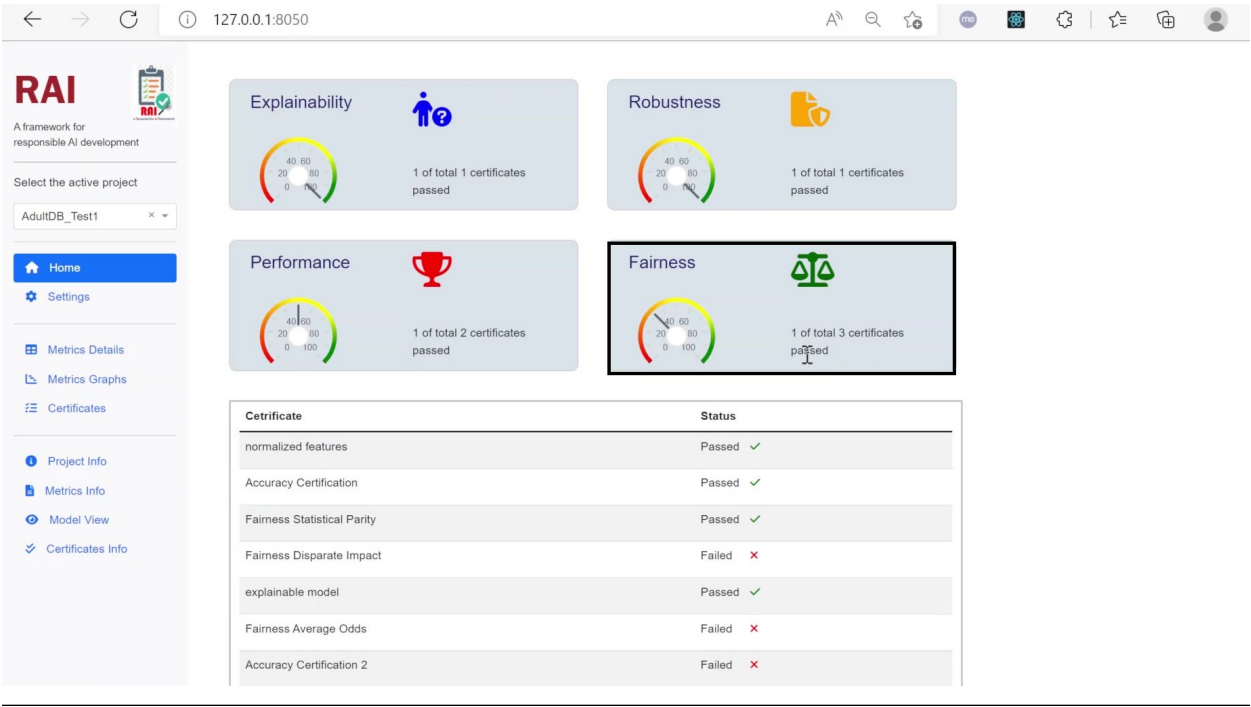 127.0.0.1:8050
me
RAI
RAI
A framework for
responsible AI development
Select the active project
AdultDB_Test1
Home
Settings
Metrics Details
Metrics Graphs
Certificates
Project Info
Metrics Info
Model View
Certificates Info
Explainability
40 60
20 80
0 100
1 of total 1 certificates
passed
Robustness
40 60
20 80
0 100
1 of total 1 certificates
passed
Performance
40 60
20 80
0 100
1 of total 2 certificates
passed
Fairness
40 60
20 80
0 100
1 of total 3 certificates
passed
Cetrificate Status
normalized features Passed
Accuracy Certification Passed
Fairness Statistical Parity Passed
Fairness Disparate Impact Failed
explainable model Passed
Fairness Average Odds Failed
Accuracy Certification 2 Failed